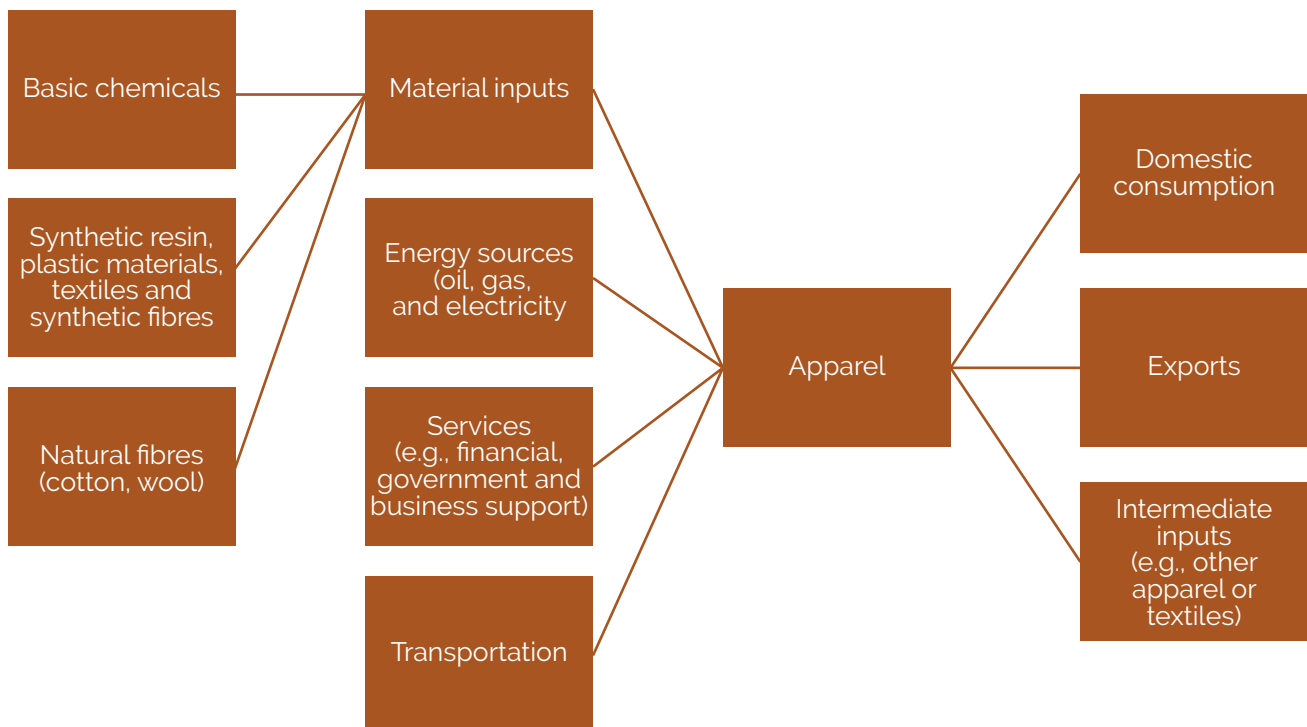 Basic chemicals
Synthetic resin,
plastic materials,
textiles and
synthetic fibres
Natural fibres
(cotton, wool)
Material inputs
Energy sources
(oil, gas,
and electricity
Services
(e.g., financial,
government and
business support)
Transportation
Apparel
Domestic
consumption
Exports
Intermediate
inputs
(e.g., other
apparel or
textiles)